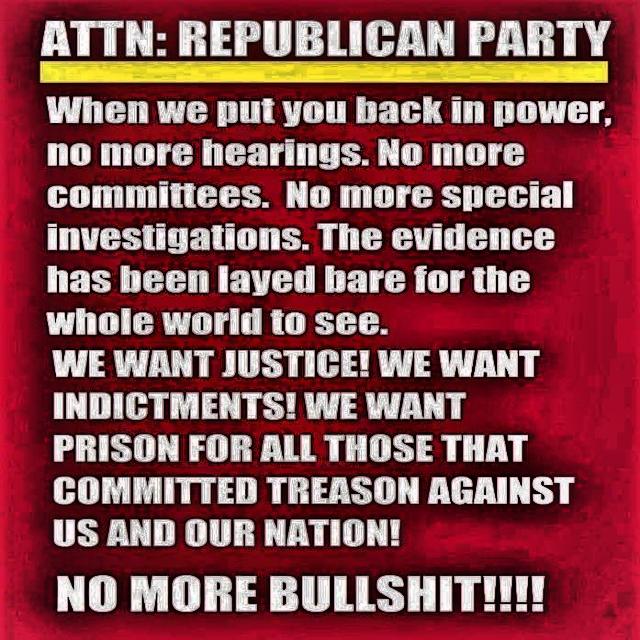 ATTN: REPUBLICAN PARTY
When we put you back in power,
no more hearings. No more
committees. No more special
investigations. The evidence
has been layed bare for the
whole world to see.
WE WANT JUSTICE! WE WANT
INDICTMENTS! WE WANT
PRISON FOR ALL THOSE THAT
COMMITTED TREASON AGAINST
US AND OUR NATION!
NO MORE BULLSHIT!!!!